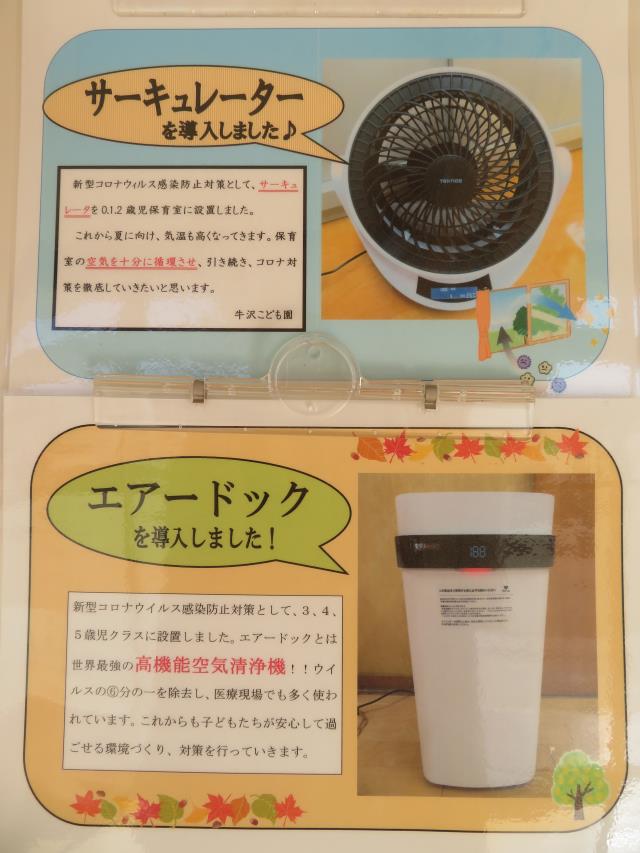 サーキュレーター
を導入しました♪
新型コロナウィルス感染防止対策として、サーキュ
レータを0.1.2歳児保育室に設置しました。
これから夏に向け、気温も高くなってきます。保育
室の空気を十分に循環させ、引き続き、コロナ対
策を徹底していきたいと思います。
牛沢こども園
TEKNOS
エアードック
を導入しました！
新型コロナウイルス感染防止対策として、３、４、
５歳児クラスに設置しました。エアードックとは
世界最強の高機能空気清浄機！！ウイ
ルスの⑥分の一を除去し、医療現場でも多く使わ
れています。これからも子どもたちが安心して過
ごせる環境づくり、対策を行っていきます。
188